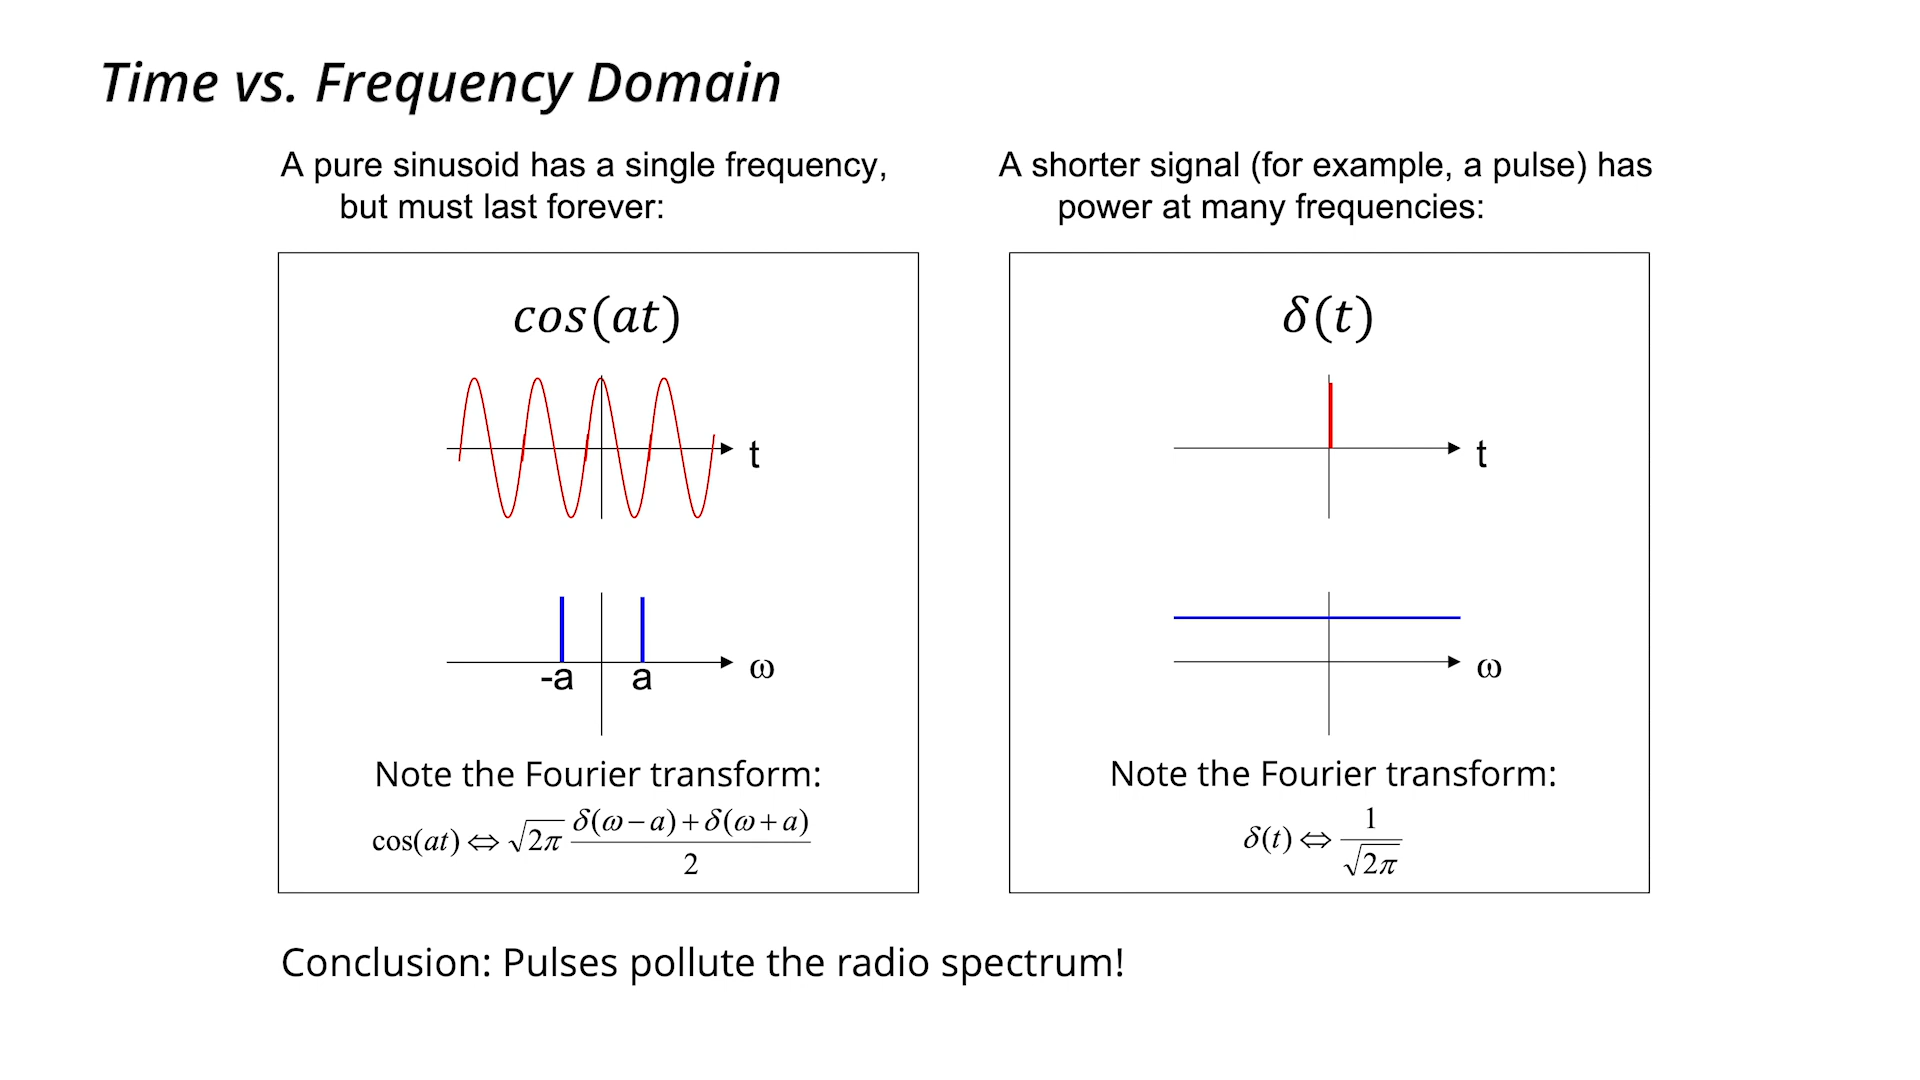 Time vs. Frequency Domain
A pure sinusoid has a single frequency,
but must last forever:
cos(at)
t
-a
a
ω
Note the Fourier transform:
cos(at) ⇔ √2π δ(ω − a) + δ(ω + a) / 2
A shorter signal (for example, a pulse) has
power at many frequencies:
δ(t)
t
ω
Note the Fourier transform:
δ(t) ⇔ 1 / √2π
Conclusion: Pulses pollute the radio spectrum!